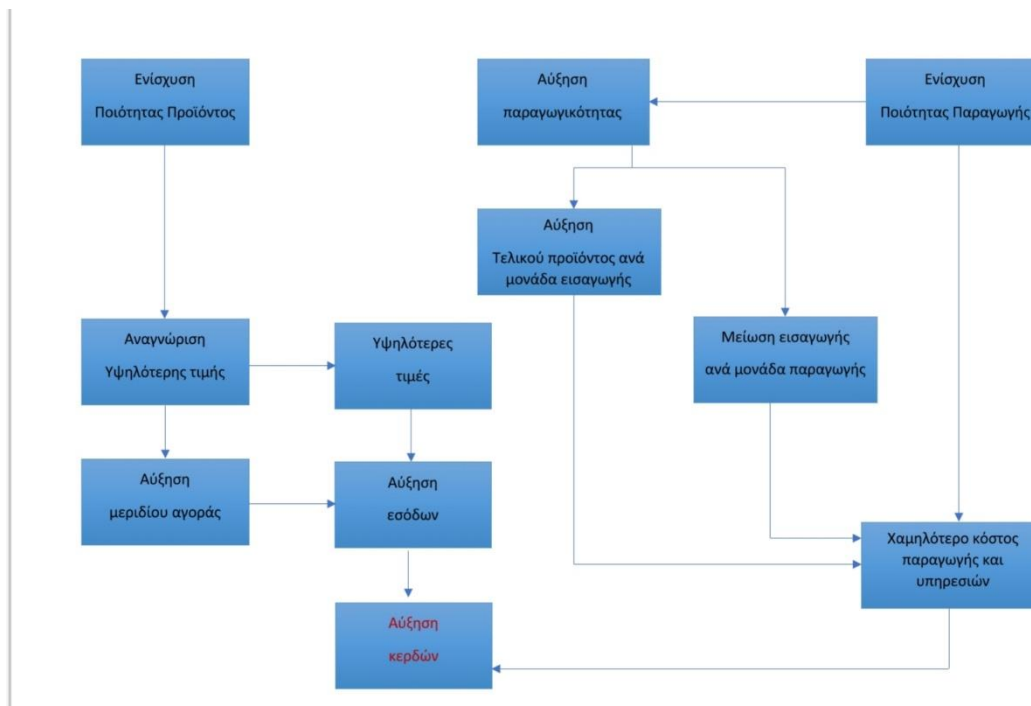 Ενίσχυση
Ποιότητας Προϊόντος
Αύξηση
παραγωγικότητας
Ενίσχυση
Ποιότητας Παραγωγής
Αύξηση
Τελικού προϊόντος ανά
μονάδα εισαγωγής
Αναγνώριση
Υψηλότερης τιμής
Υψηλότερες
τιμές
Μείωση εισαγωγής
ανά μονάδα παραγωγής
Αύξηση
μεριδίου αγοράς
Αύξηση
εσόδων
Χαμηλότερο κόστος
παραγωγής και
υπηρεσιών
Αύξηση
κερδών